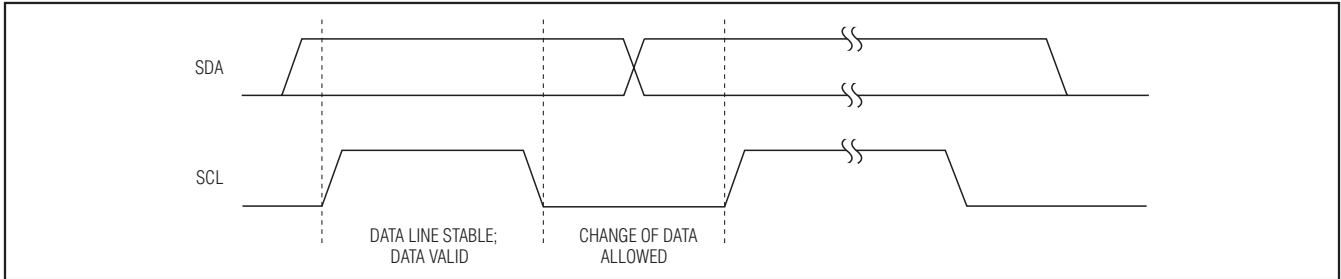 SDA
SCL
DATA LINE STABLE;
DATA VALID
CHANGE OF DATA
ALLOWED